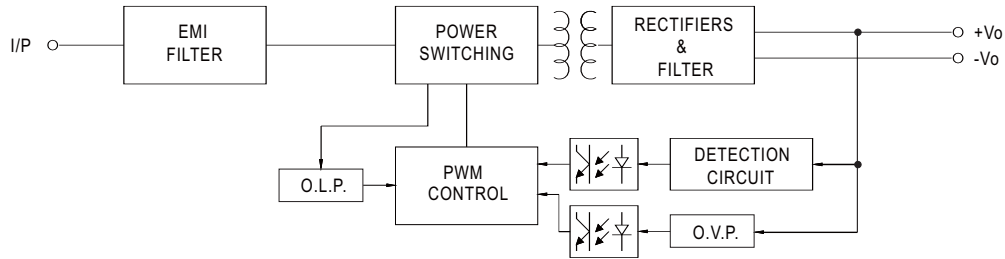 I/P
EMI
FILTER
POWER
SWITCHING
RECTIFIERS
&
FILTER
+Vo
-Vo
O.L.P.
PWM
CONTROL
DETECTION
CIRCUIT
O.V.P.